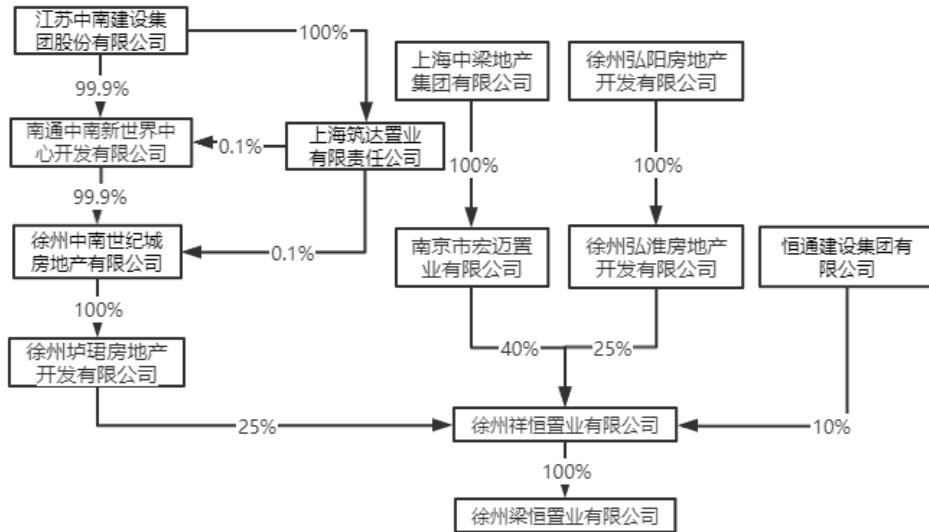 江苏中南建设集
团股份有限公司
100%
上海中梁地产
集团有限公司
徐州弘阳房地产
开发有限公司
99.9%
南通中南新世界中
心开发有限公司
0.1%
上海筑达置业
有限责任公司
100%
100%
99.9%
徐州中南世纪城
房地产有限公司
0.1%
南京市宏迈置
业有限公司
徐州弘淮房地产
开发有限公司
恒通建设集团有
限公司
100%
徐州垆珺房地产
开发有限公司
40%
25%
25%
徐州祥恒置业有限公司
10%
100%
徐州梁恒置业有限公司